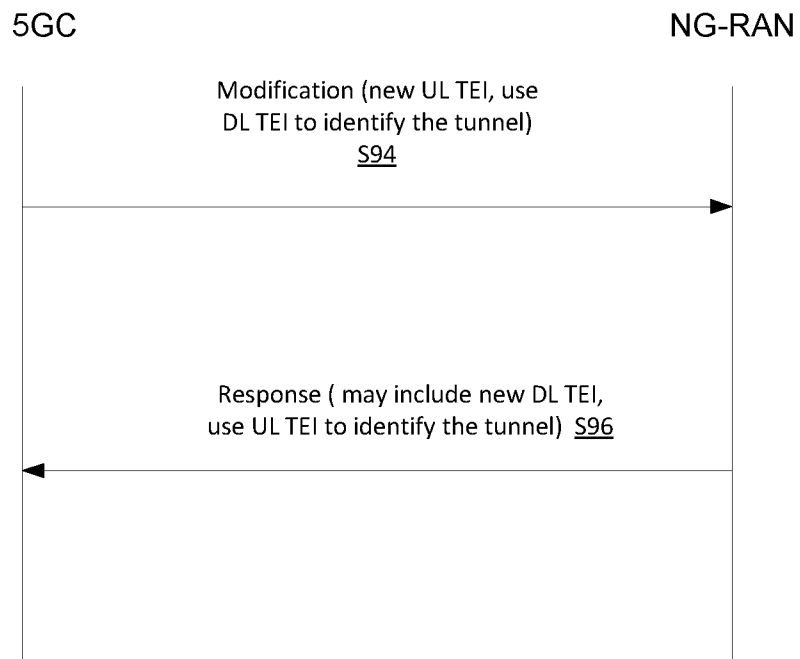 5GC
NG-RAN
Modification (new UL TEI, use
DL TEI to identify the tunnel)
S94
Response ( may include new DL TEI,
use UL TEI to identify the tunnel) S96